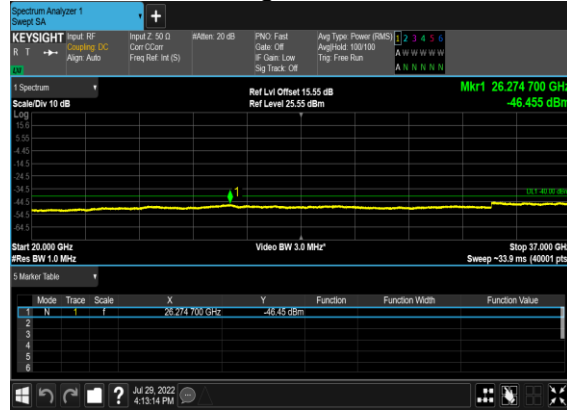 Spectrum Analyzer 1
Swept SA
+
KEYSIGHT Input: RF Input Z: 50 Ω #Atten: 20 dB PNO: Fast Avg Type: Power (RMS) 1 2 3 4 5 6
R T Coupling: DC Corr CCorr Gate: Off Avg|Hold: 100/100 A W W W W W
Align: Auto Freq Ref: Int (S) IF Gain: Low Trig: Free Run
Sig Track: Off A N N N N N
1 Spectrum Ref Lvl Offset 15.55 dB Mkr1 26.274 700 GHz
Scale/Div 10 dB Ref Level 25.55 dBm -46.455 dBm
Log
15.6
5.55
-4.45
-14.5
-24.5
-34.5 1 DL1 -40.00 dBm
-44.5
-54.5
-64.5
Start 20.000 GHz Video BW 3.0 MHz* Stop 37.000 GHz
#Res BW 1.0 MHz Sweep ~33.9 ms (40001 pts)
5 Marker Table
Mode Trace Scale X Y Function Function Width Function Value
1 N 1 f 26.274 700 GHz -46.45 dBm
2
3
4
5
6
? Jul 29, 2022
4:13:14 PM